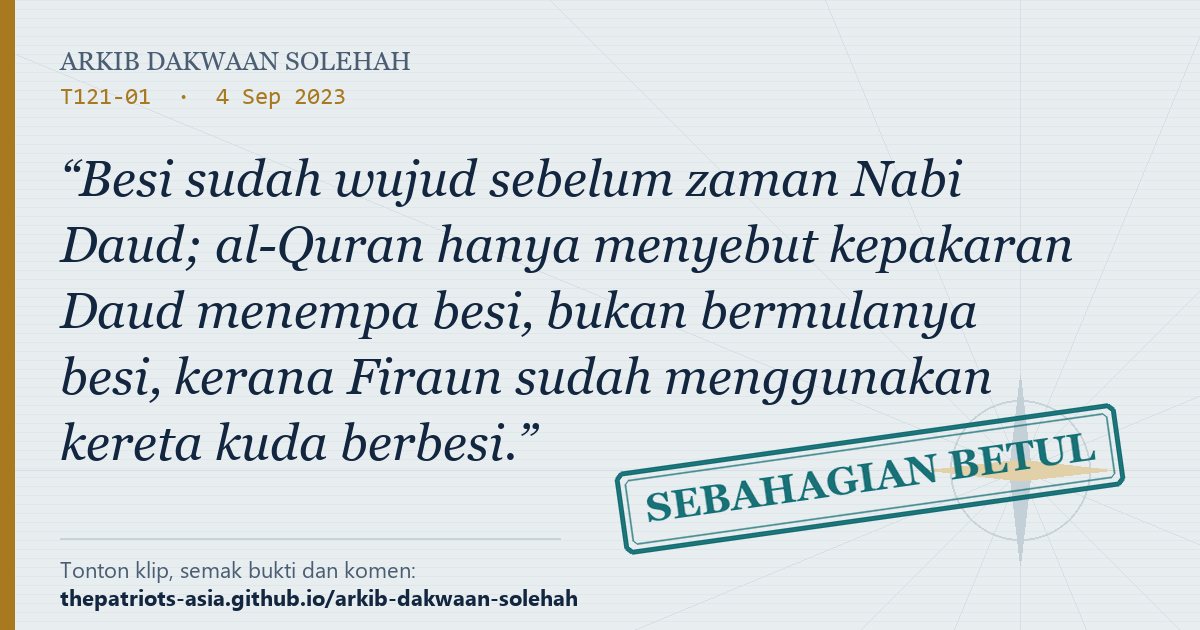 ARKIB DAKWAAN SOLEHAH
T121-01 · 4 Sep 2023
“Besi sudah wujud sebelum zaman Nabi
Daud; al-Quran hanya menyebut kepakaran
Daud menempa besi, bukan bermulanya
besi, kerana Firaun sudah menggunakan
kereta kuda berbesi.”
SEBAHAGIAN BETUL
Tonton klip, semak bukti dan komen:
thepatriots-asia.github.io/arkib-dakwaan-solehah